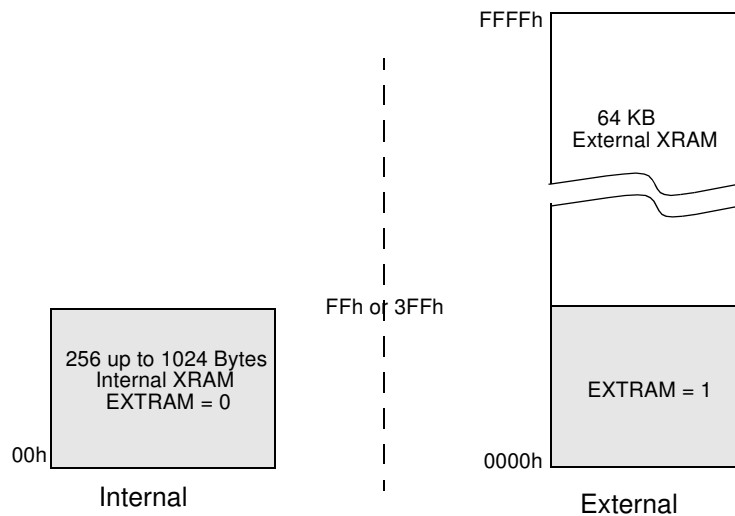 FFFFh
64 KB
External XRAM
FFh or 3FFh
256 up to 1024 Bytes
Internal XRAM
EXTRAM = 0
EXTRAM = 1
00h
0000h
Internal
External